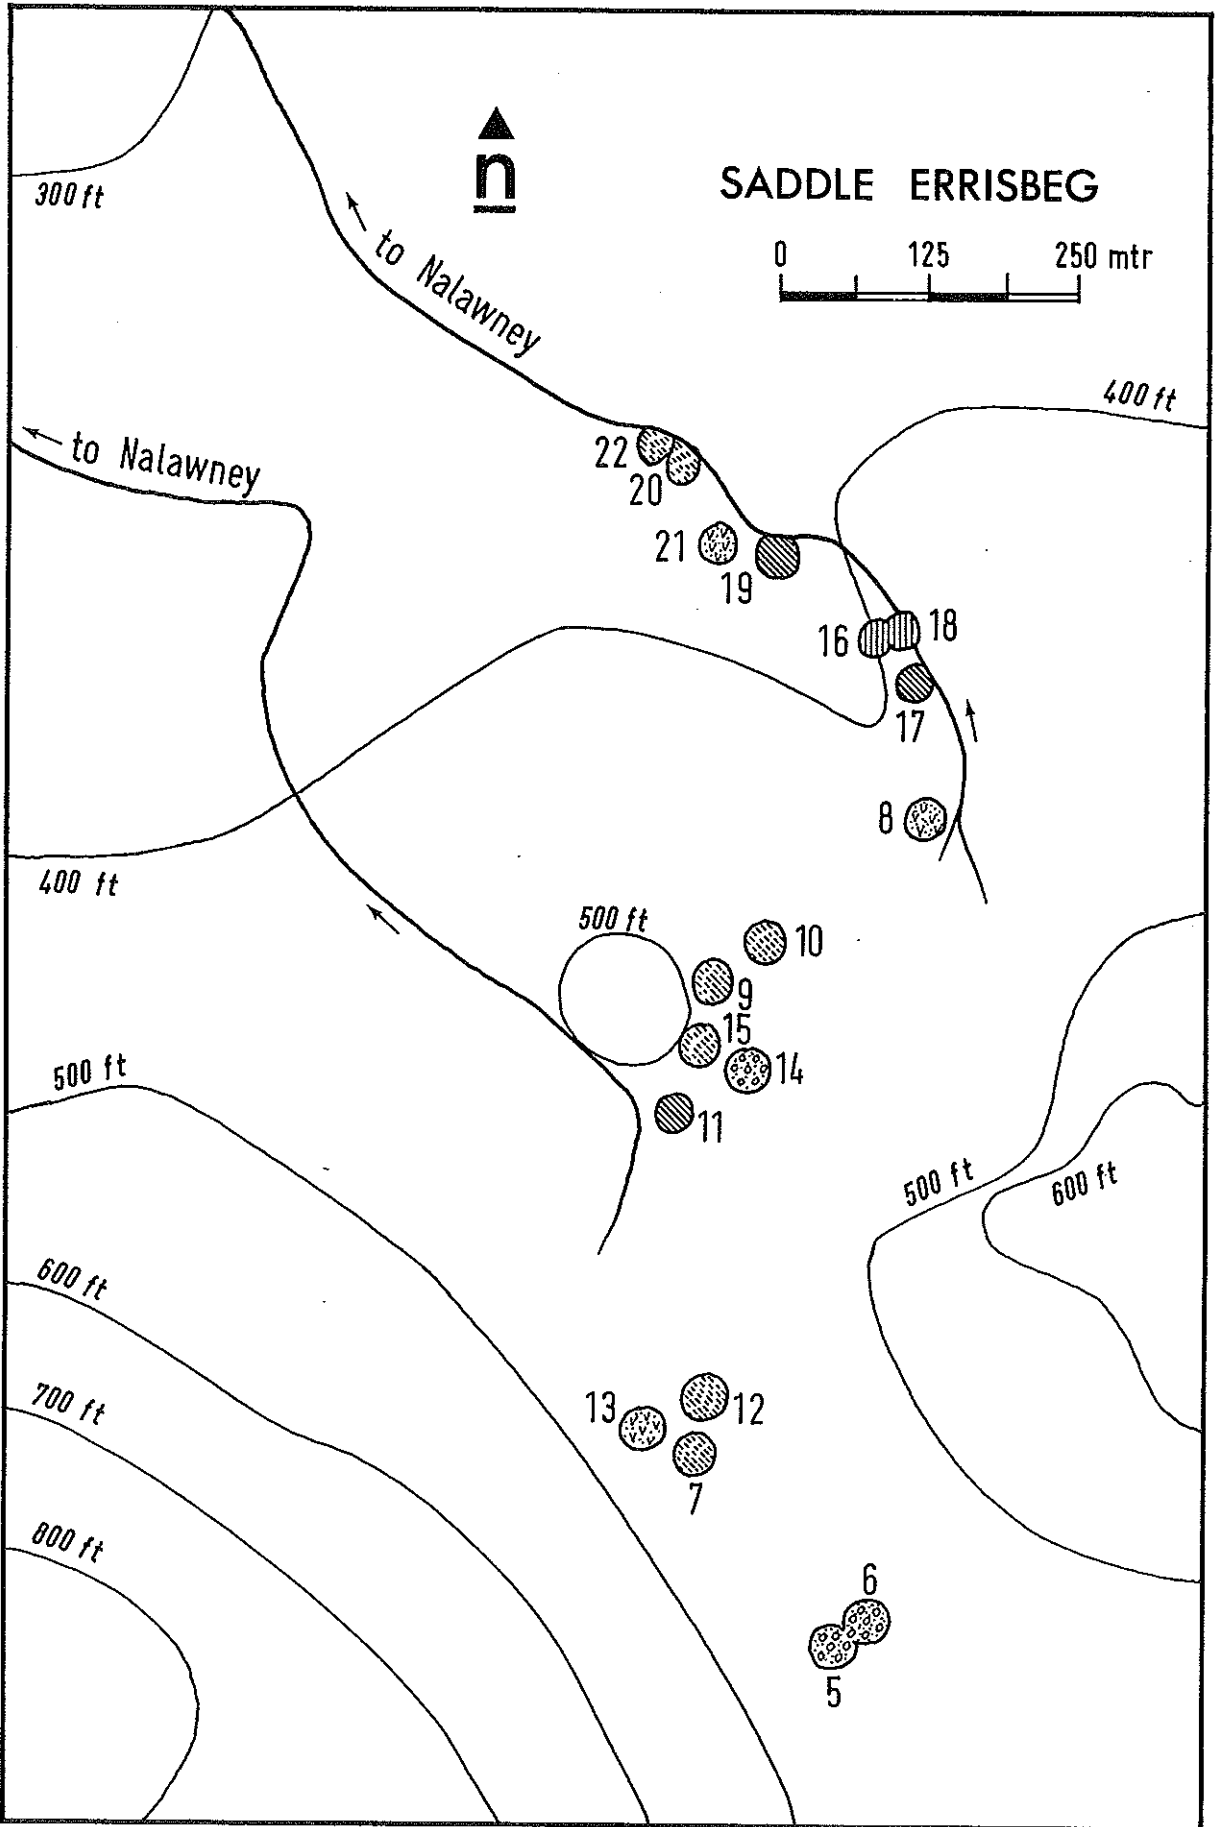 n
SADDLE ERRISBEG
0 125 250 mtr
300 ft
to Nalawney
400 ft
to Nalawney
22
20
21
19
16
18
17
8
400 ft
500 ft
10
9
15
14
11
500 ft
500 ft
600 ft
600 ft
700 ft
13
12
7
800 ft
6
5